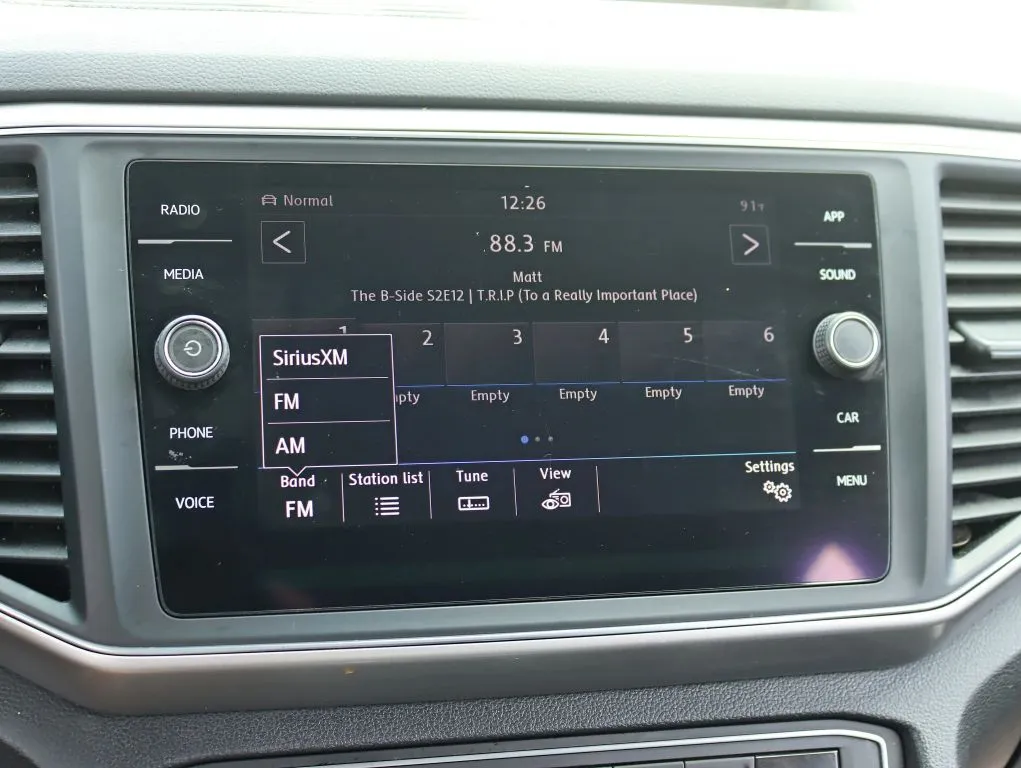 RADIO
MEDIA
PHONE
VOICE
Normal
12:26
91
88.3 FM
Matt
The B-Side S2E12 | T.R.I.P (To a Really Important Place)
1 2 3 4 5 6
Empty Empty Empty Empty
SiriusXM
FM
AM
Band Station list Tune View Settings
FM
APP
SOUND
CAR
MENU